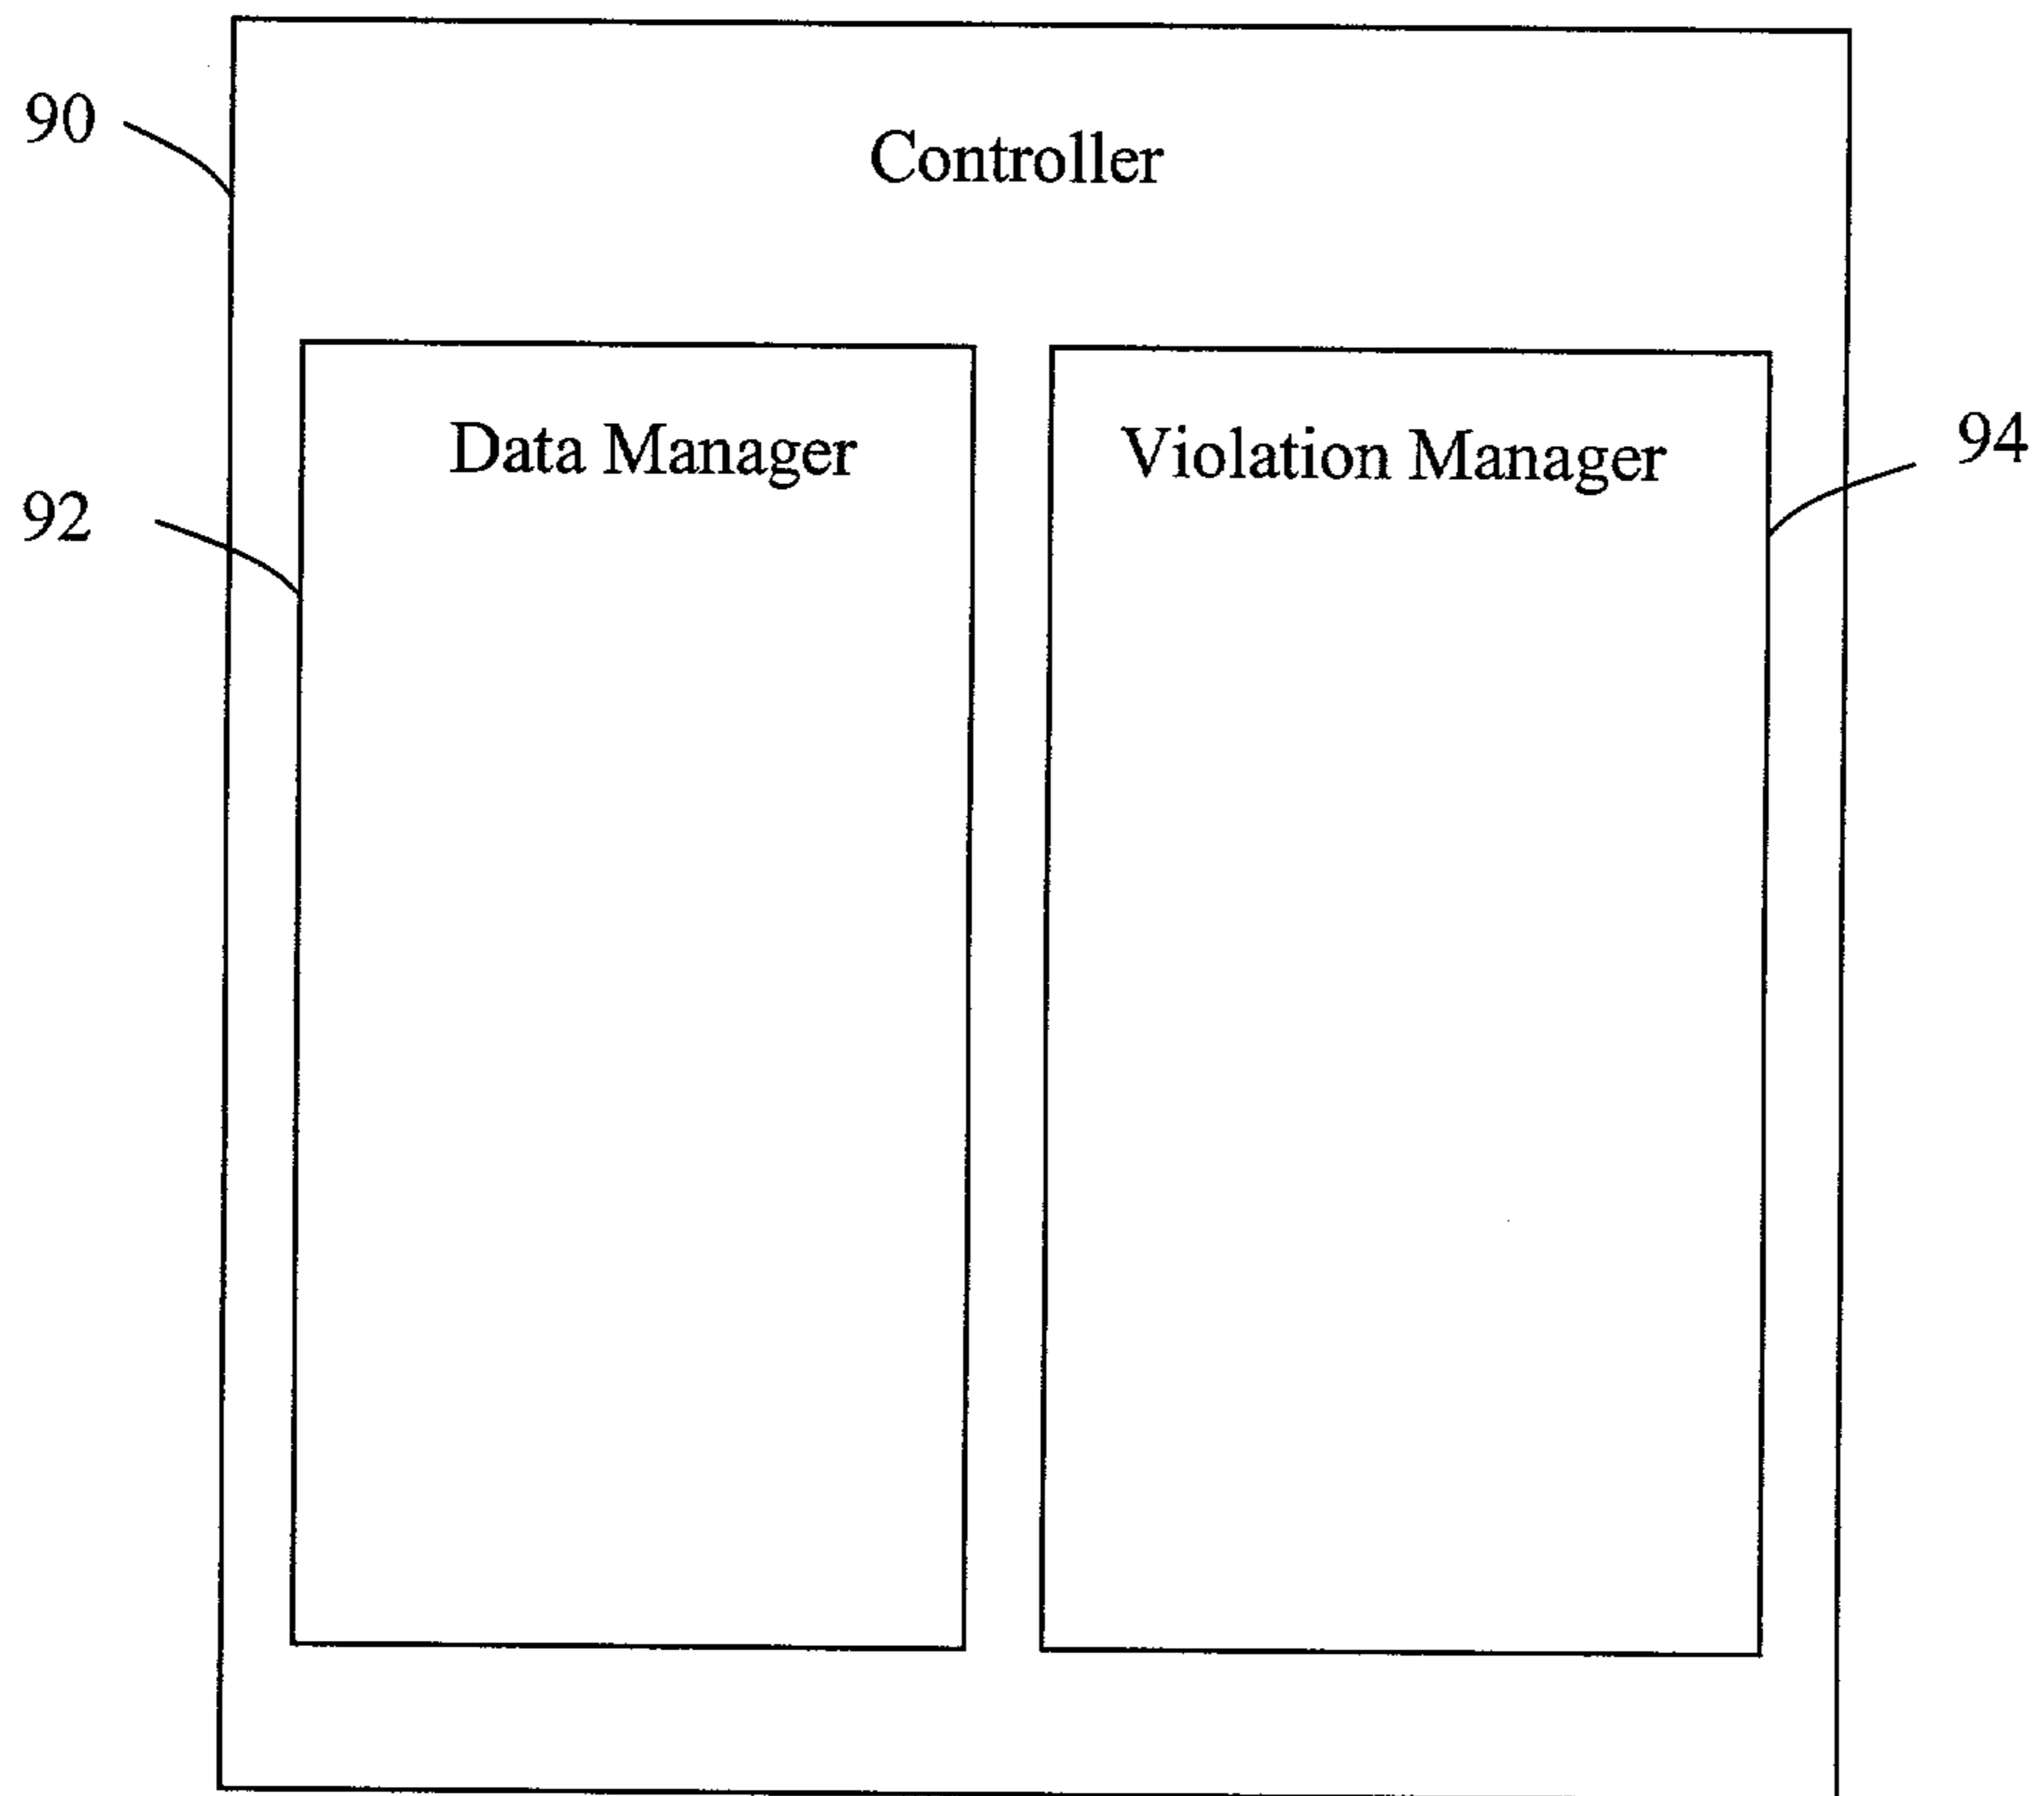 90
Controller
Data Manager
Violation Manager
94
92